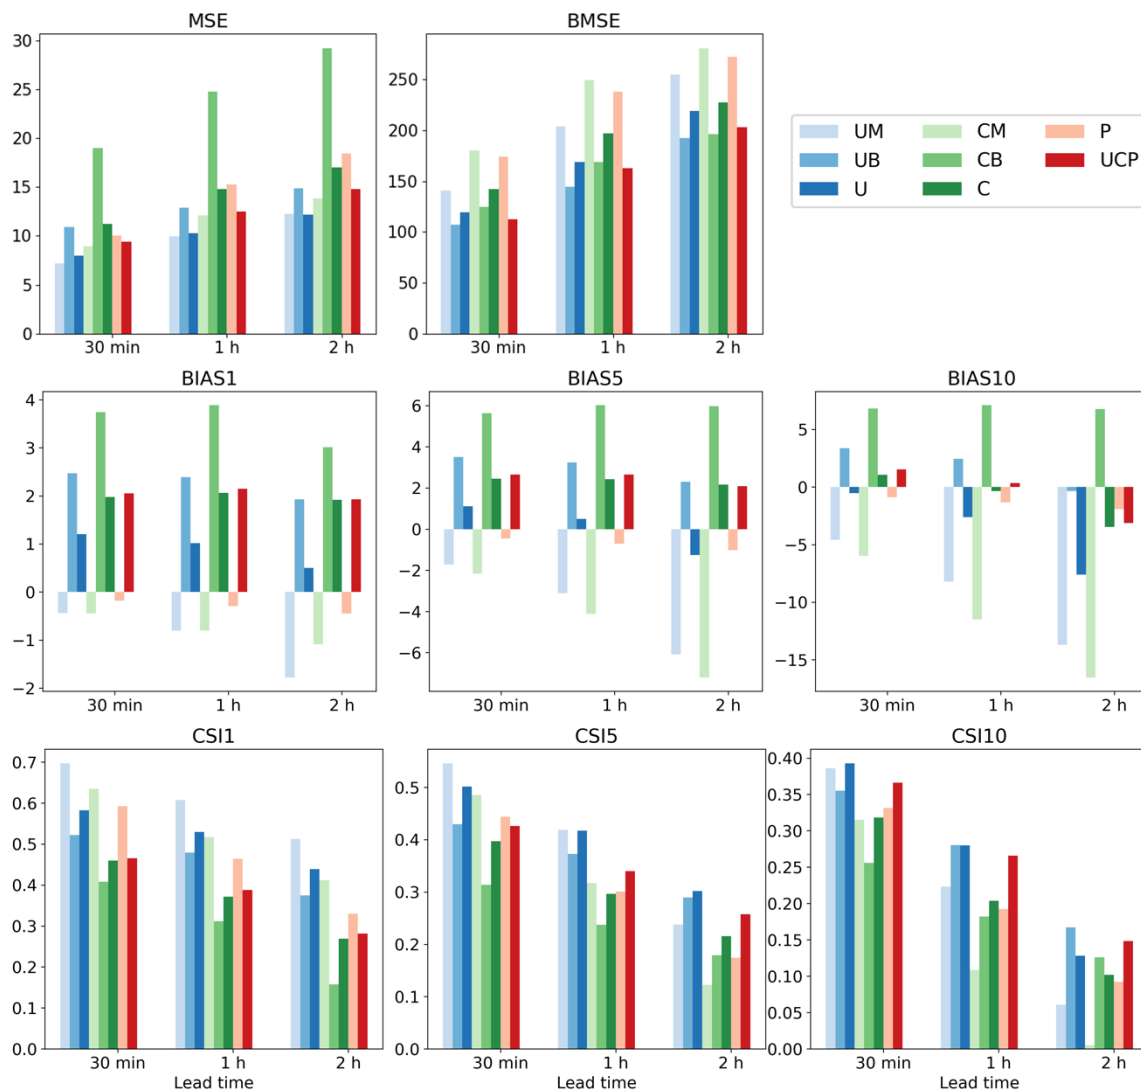 MSE
BMSE
30
25
20
15
10
5
0
30 min
1 h
2 h
250
200
150
100
50
0
30 min
1 h
2 h
UM
CM
P
UB
CB
UCP
U
C
BIAS1
BIAS5
BIAS10
4
3
2
1
0
−1
−2
30 min
1 h
2 h
6
4
2
0
−2
−4
−6
30 min
1 h
2 h
5
0
−5
−10
−15
30 min
1 h
2 h
CSI1
CSI5
CSI10
0.7
0.6
0.5
0.4
0.3
0.2
0.1
0.0
30 min
1 h
2 h
Lead time
0.5
0.4
0.3
0.2
0.1
0.0
30 min
1 h
2 h
Lead time
0.40
0.35
0.30
0.25
0.20
0.15
0.10
0.05
0.00
30 min
1 h
2 h
Lead time